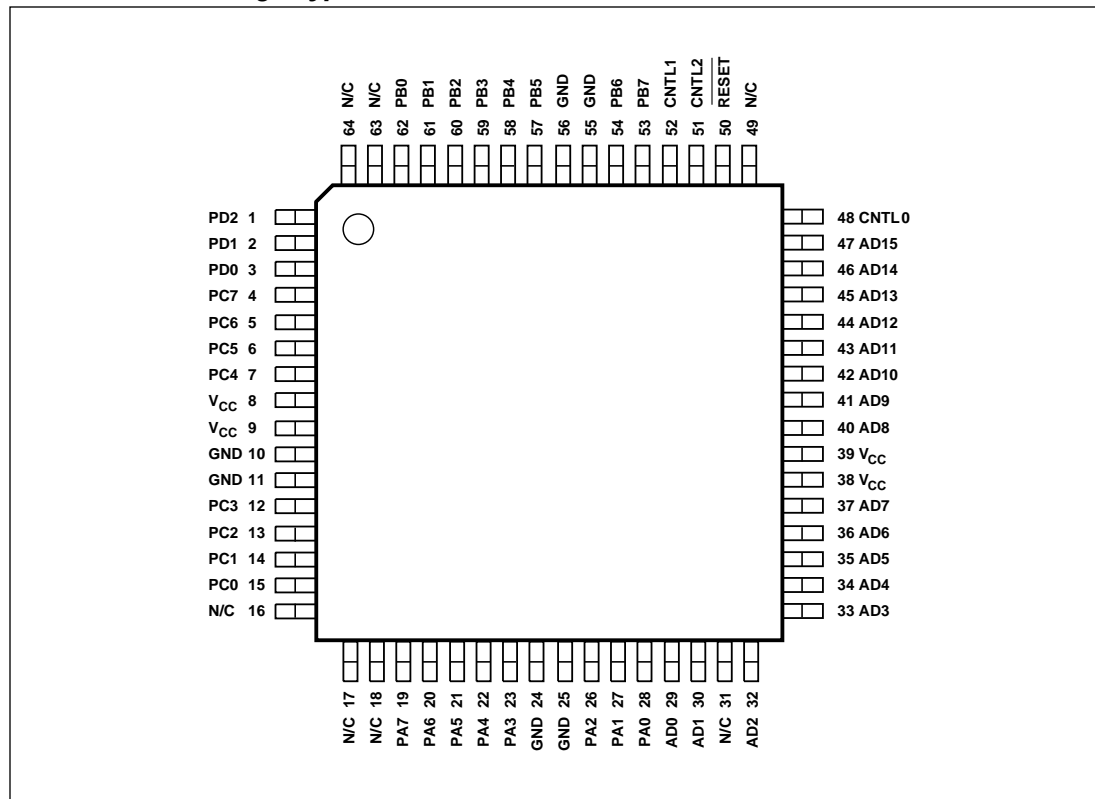 64 N/C
63 N/C
62 PB0
61 PB1
60 PB2
59 PB3
58 PB4
57 PB5
56 GND
55 GND
54 PB6
53 PB7
52 CNTL1
51 CNTL2
50 RESET
49 N/C
PD2 1
PD1 2
PD0 3
PC7 4
PC6 5
PC5 6
PC4 7
VCC 8
VCC 9
GND 10
GND 11
PC3 12
PC2 13
PC1 14
PC0 15
N/C 16
48 CNTL0
47 AD15
46 AD14
45 AD13
44 AD12
43 AD11
42 AD10
41 AD9
40 AD8
39 VCC
38 VCC
37 AD7
36 AD6
35 AD5
34 AD4
33 AD3
N/C 17
N/C 18
PA7 19
PA6 20
PA5 21
PA4 22
PA3 23
GND 24
GND 25
PA2 26
PA1 27
PA0 28
AD0 29
AD1 30
N/C 31
AD2 32